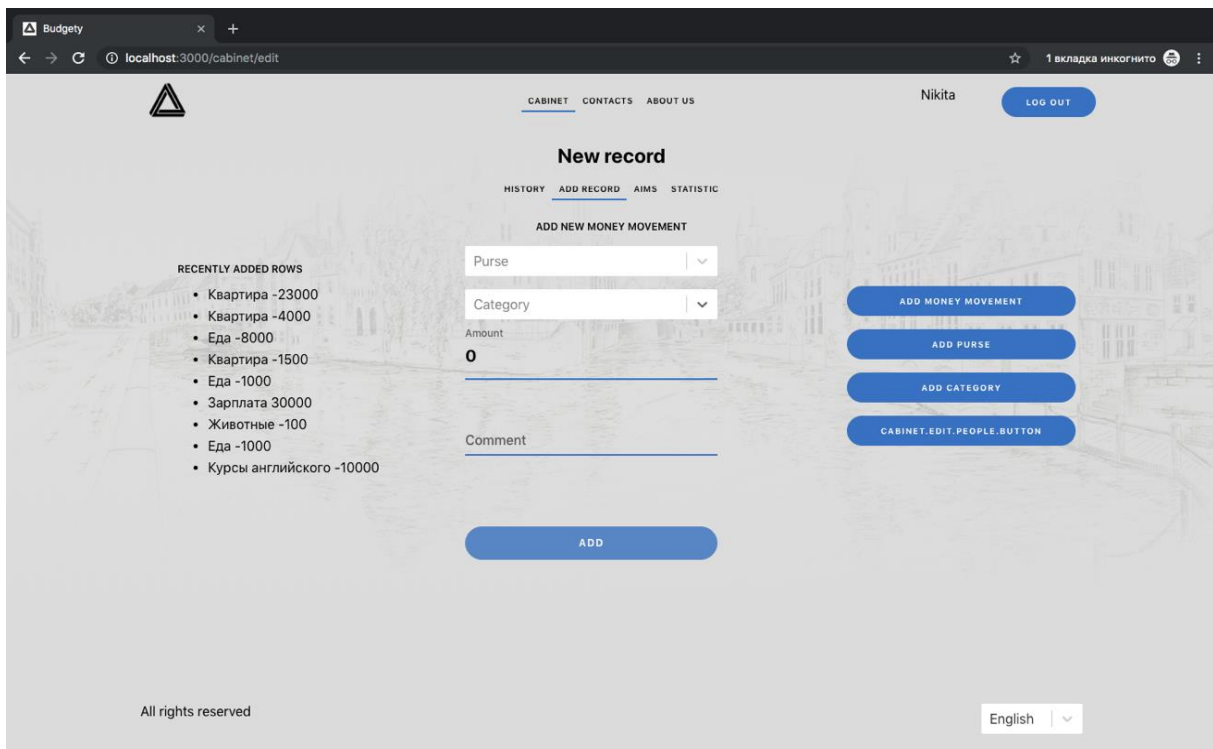 Budgety
localhost:3000/cabinet/edit
1 вкладка инкогнито
CABINET CONTACTS ABOUT US
Nikita
LOG OUT
New record
HISTORY ADD RECORD AIMS STATISTIC
ADD NEW MONEY MOVEMENT
RECENTLY ADDED ROWS
Квартира -23000
Квартира -4000
Еда -8000
Квартира -1500
Еда -1000
Зарплата 30000
Животные -100
Еда -1000
Курсы английского -10000
Purse
Category
Amount
0
Comment
ADD
ADD MONEY MOVEMENT
ADD PURSE
ADD CATEGORY
CABINET.EDIT.PEOPLE.BUTTON
All rights reserved
English